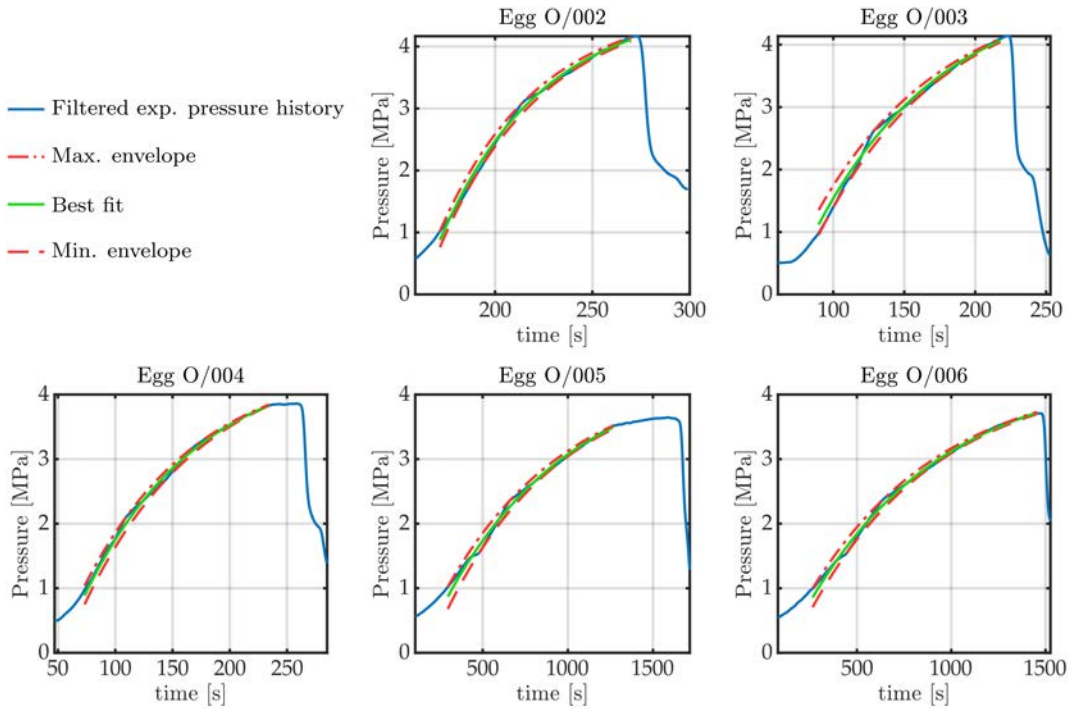 Filtered exp. pressure history
Max. envelope
Best fit
Min. envelope
Egg O/002
4
3
2
1
0
Pressure [MPa]
200 250 300
time [s]
Egg O/003
4
3
2
1
0
Pressure [MPa]
100 150 200 250
time [s]
Egg O/004
4
3
2
1
0
Pressure [MPa]
50 100 150 200 250
time [s]
Egg O/005
4
3
2
1
0
Pressure [MPa]
500 1000 1500
time [s]
Egg O/006
4
3
2
1
0
Pressure [MPa]
500 1000 1500
time [s]